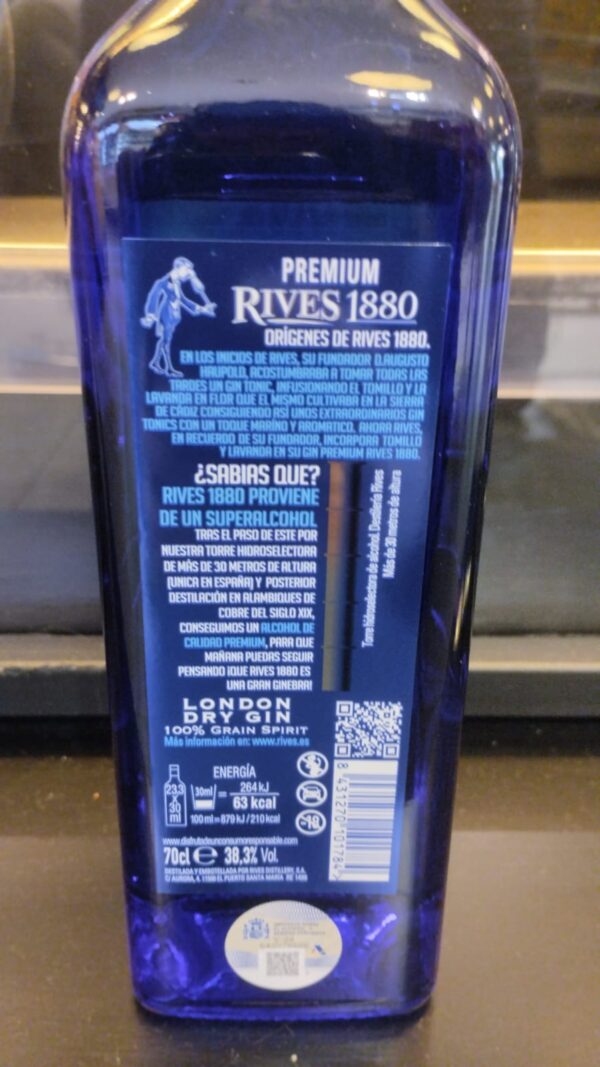 PREMIUM
RIVES 1880
ORÍGENES DE RIVES 1880.
EN LOS INICIOS DE RIVES, SU FUNDADOR D.AUGUSTO
HAUPOLD, ACOSTUMBRABA A TOMAR TODAS LAS
TARDES UN GIN TONIC, INFUSIONANDO EL TOMILLO Y LA
LAVANDA EN FLOR QUE EL MISMO CULTIVABA EN LA SIERRA
DE CÁDIZ CONSIGUIENDO ASÍ UNOS EXTRAORDINARIOS GIN
TONICS CON UN TOQUE MARÍNO Y AROMATICO. AHORA RIVES,
EN RECUERDO DE SU FUNDADOR, INCORPORA TOMILLO
Y LAVANDA EN SU GIN PREMIUM RIVES 1880.
¿SABIAS QUE?
RIVES 1880 PROVIENE
DE UN SUPERALCOHOL
TRAS EL PASO DE ESTE POR
NUESTRA TORRE HIDROSELECTORA
DE MÁS DE 30 METROS DE ALTURA
(UNICA EN ESPAÑA) Y POSTERIOR
DESTILACIÓN EN ALAMBIQUES DE
COBRE DEL SIGLO XIX,
CONSEGUIMOS UN ALCOHOL DE
CALIDAD PREMIUM, PARA QUE
MAÑANA PUEDAS SEGUIR
PENSANDO ¡QUE RIVES 1880 ES
UNA GRAN GINEBRA!
Torre hidroselectora de alcohol. Destilería Rives
Más de 30 metros de altura
LONDON
DRY GIN
100% GRAIN SPIRIT
Más información en: www.rives.es
ENERGÍA
23,3
x
30
ml
30ml
= 264 kJ
63 kcal
100 ml = 879 kJ / 210 kcal
-18
8 431270 101784 >
www.disfrutadeunconsumoresponsable.com
70cl e 38,3% Vol.
DESTILADA Y EMBOTELLADA POR RIVES DISTILLERY, S.A.
C/ AURORA, 4. 11500 EL PUERTO SANTA MARÍA RE 1488